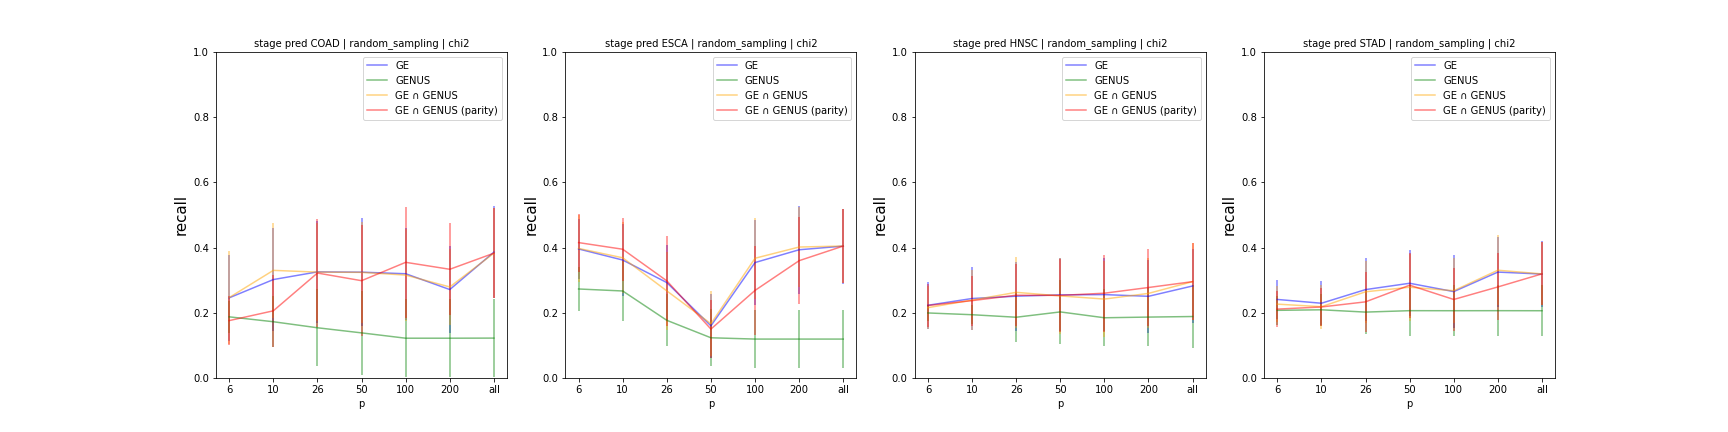 stage pred COAD | random_sampling | chi2
1.0
0.8
0.6
0.4
0.2
0.0
recall
GE
GENUS
GE ∩ GENUS
GE ∩ GENUS (parity)
6 10 26 50 100 200 all
p
stage pred ESCA | random_sampling | chi2
1.0
0.8
0.6
0.4
0.2
0.0
recall
GE
GENUS
GE ∩ GENUS
GE ∩ GENUS (parity)
6 10 26 50 100 200 all
p
stage pred HNSC | random_sampling | chi2
1.0
0.8
0.6
0.4
0.2
0.0
recall
GE
GENUS
GE ∩ GENUS
GE ∩ GENUS (parity)
6 10 26 50 100 200 all
p
stage pred STAD | random_sampling | chi2
1.0
0.8
0.6
0.4
0.2
0.0
recall
GE
GENUS
GE ∩ GENUS
GE ∩ GENUS (parity)
6 10 26 50 100 200 all
p